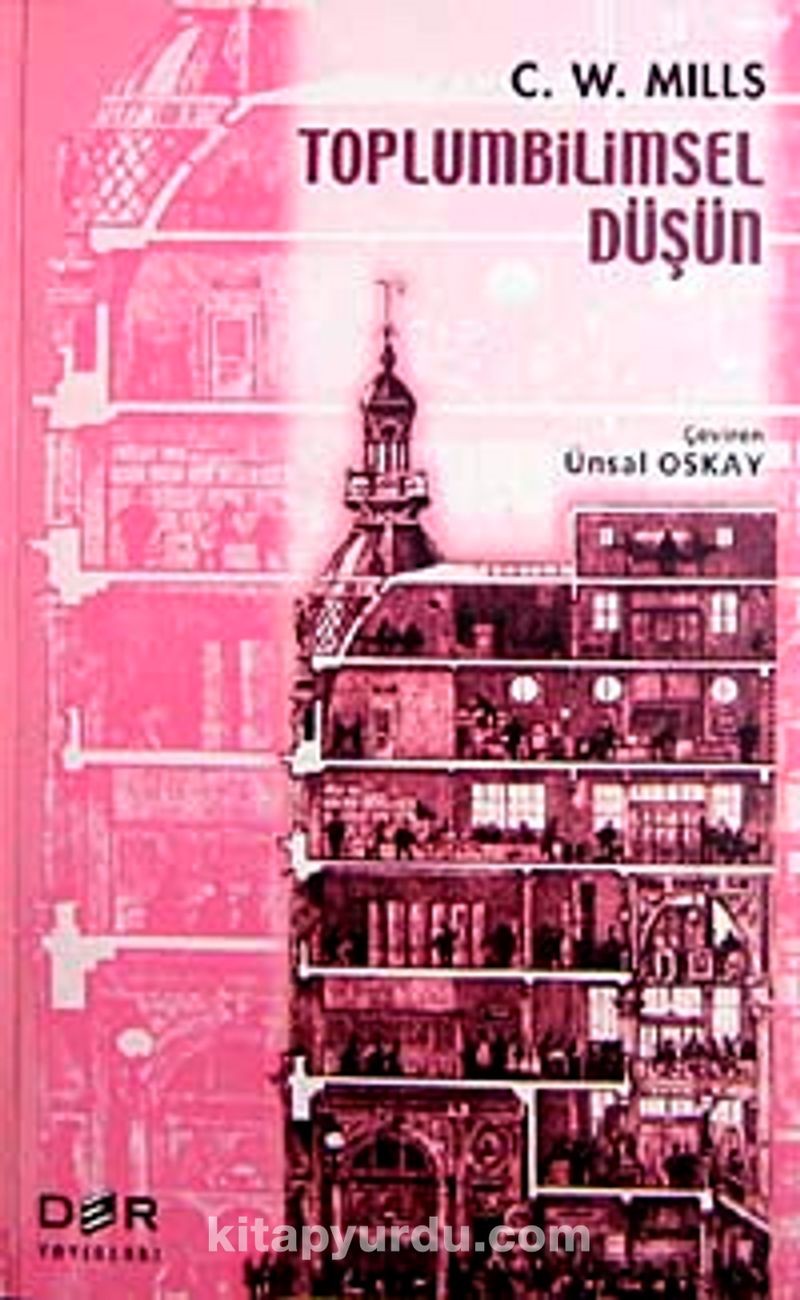 C. W. MILLS
TOPLUMBİLİMSEL
DÜŞÜN
Çeviren
Ünsal OSKAY
DER
YAYINLARI
kitapyurdu.com